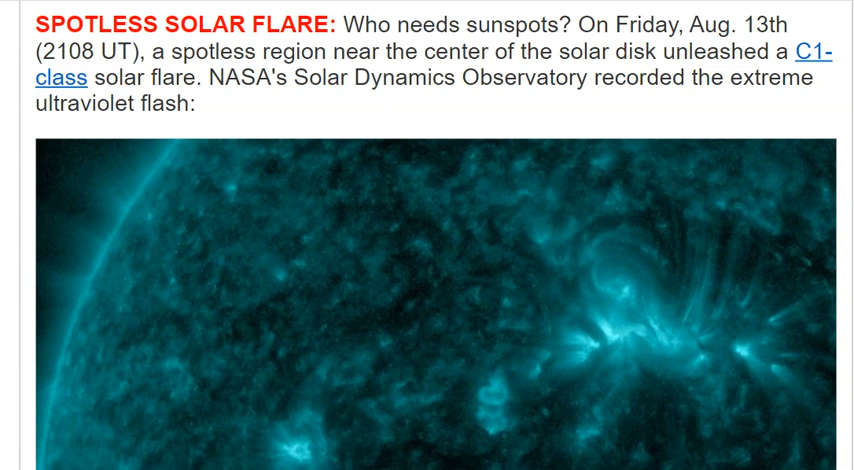 SPOTLESS SOLAR FLARE: Who needs sunspots? On Friday, Aug. 13th
(2108 UT), a spotless region near the center of the solar disk unleashed a C1-
class solar flare. NASA's Solar Dynamics Observatory recorded the extreme
ultraviolet flash: